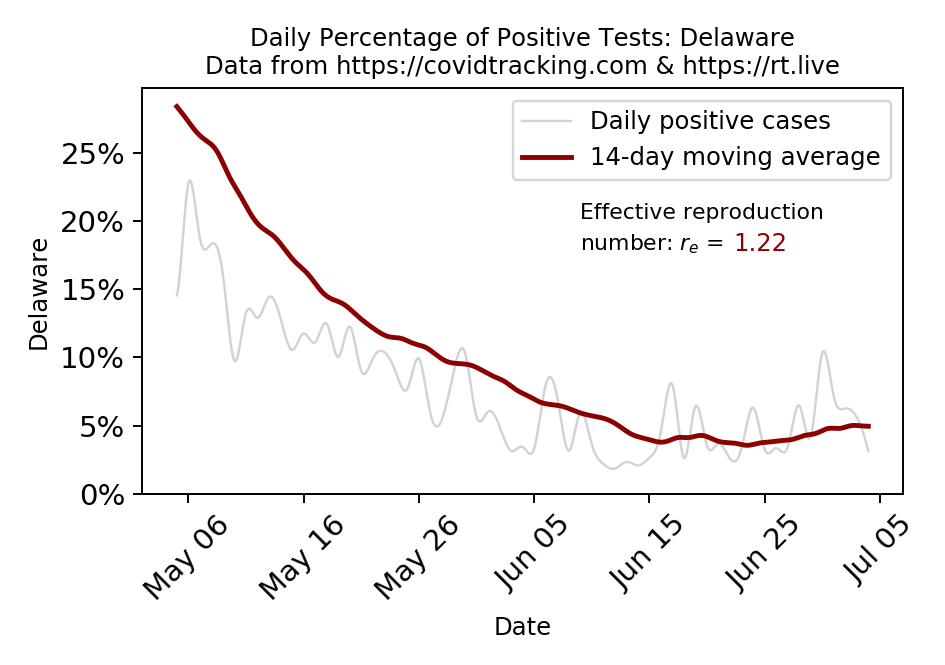 Daily Percentage of Positive Tests: Delaware
Data from https://covidtracking.com & https://rt.live
Daily positive cases
14-day moving average
Effective reproduction
number: rₑ = 1.22
25%
20%
15%
10%
5%
0%
Delaware
May 06
May 16
May 26
Jun 05
Jun 15
Jun 25
Jul 05
Date